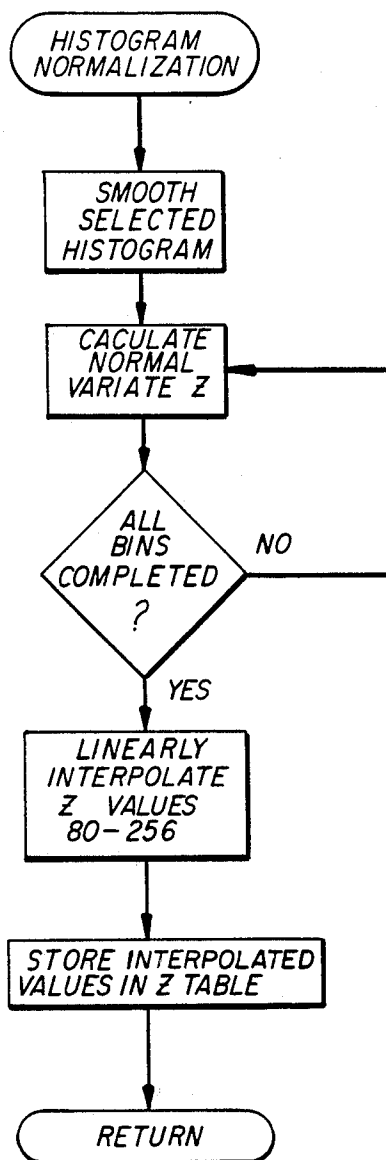 HISTOGRAM
NORMALIZATION
SMOOTH
SELECTED
HISTOGRAM
CACULATE
NORMAL
VARIATE Z
ALL
BINS
COMPLETED
?
NO
YES
LINEARLY
INTERPOLATE
Z VALUES
80-256
STORE INTERPOLATED
VALUES IN Z TABLE
RETURN